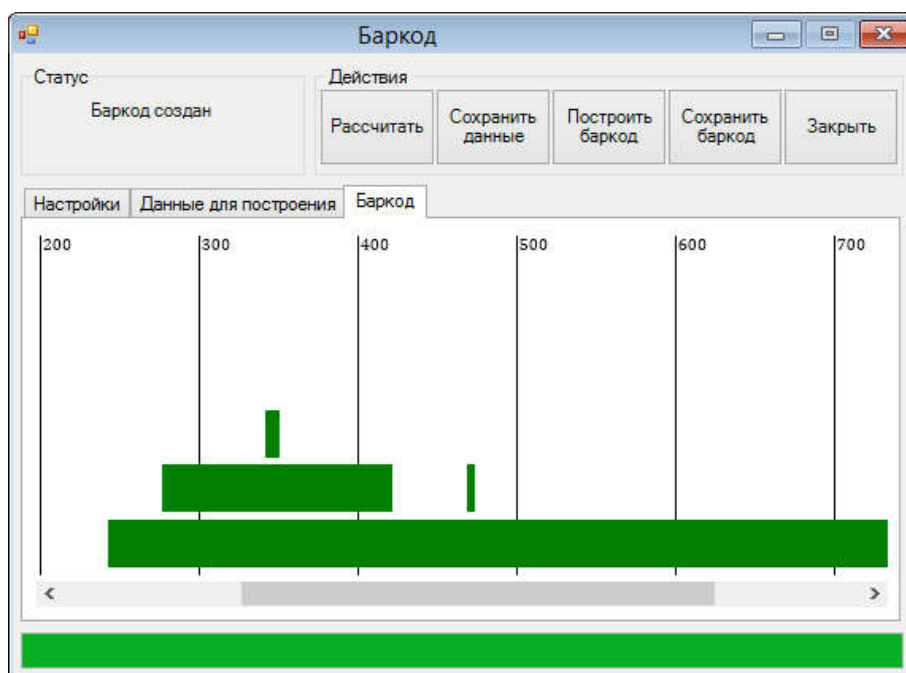 Баркод
Статус
Баркод создан
Действия
Рассчитать
Сохранить
данные
Построить
баркод
Сохранить
баркод
Закрыть
Настройки
Данные для построения
Баркод
200 300 400 500 600 700